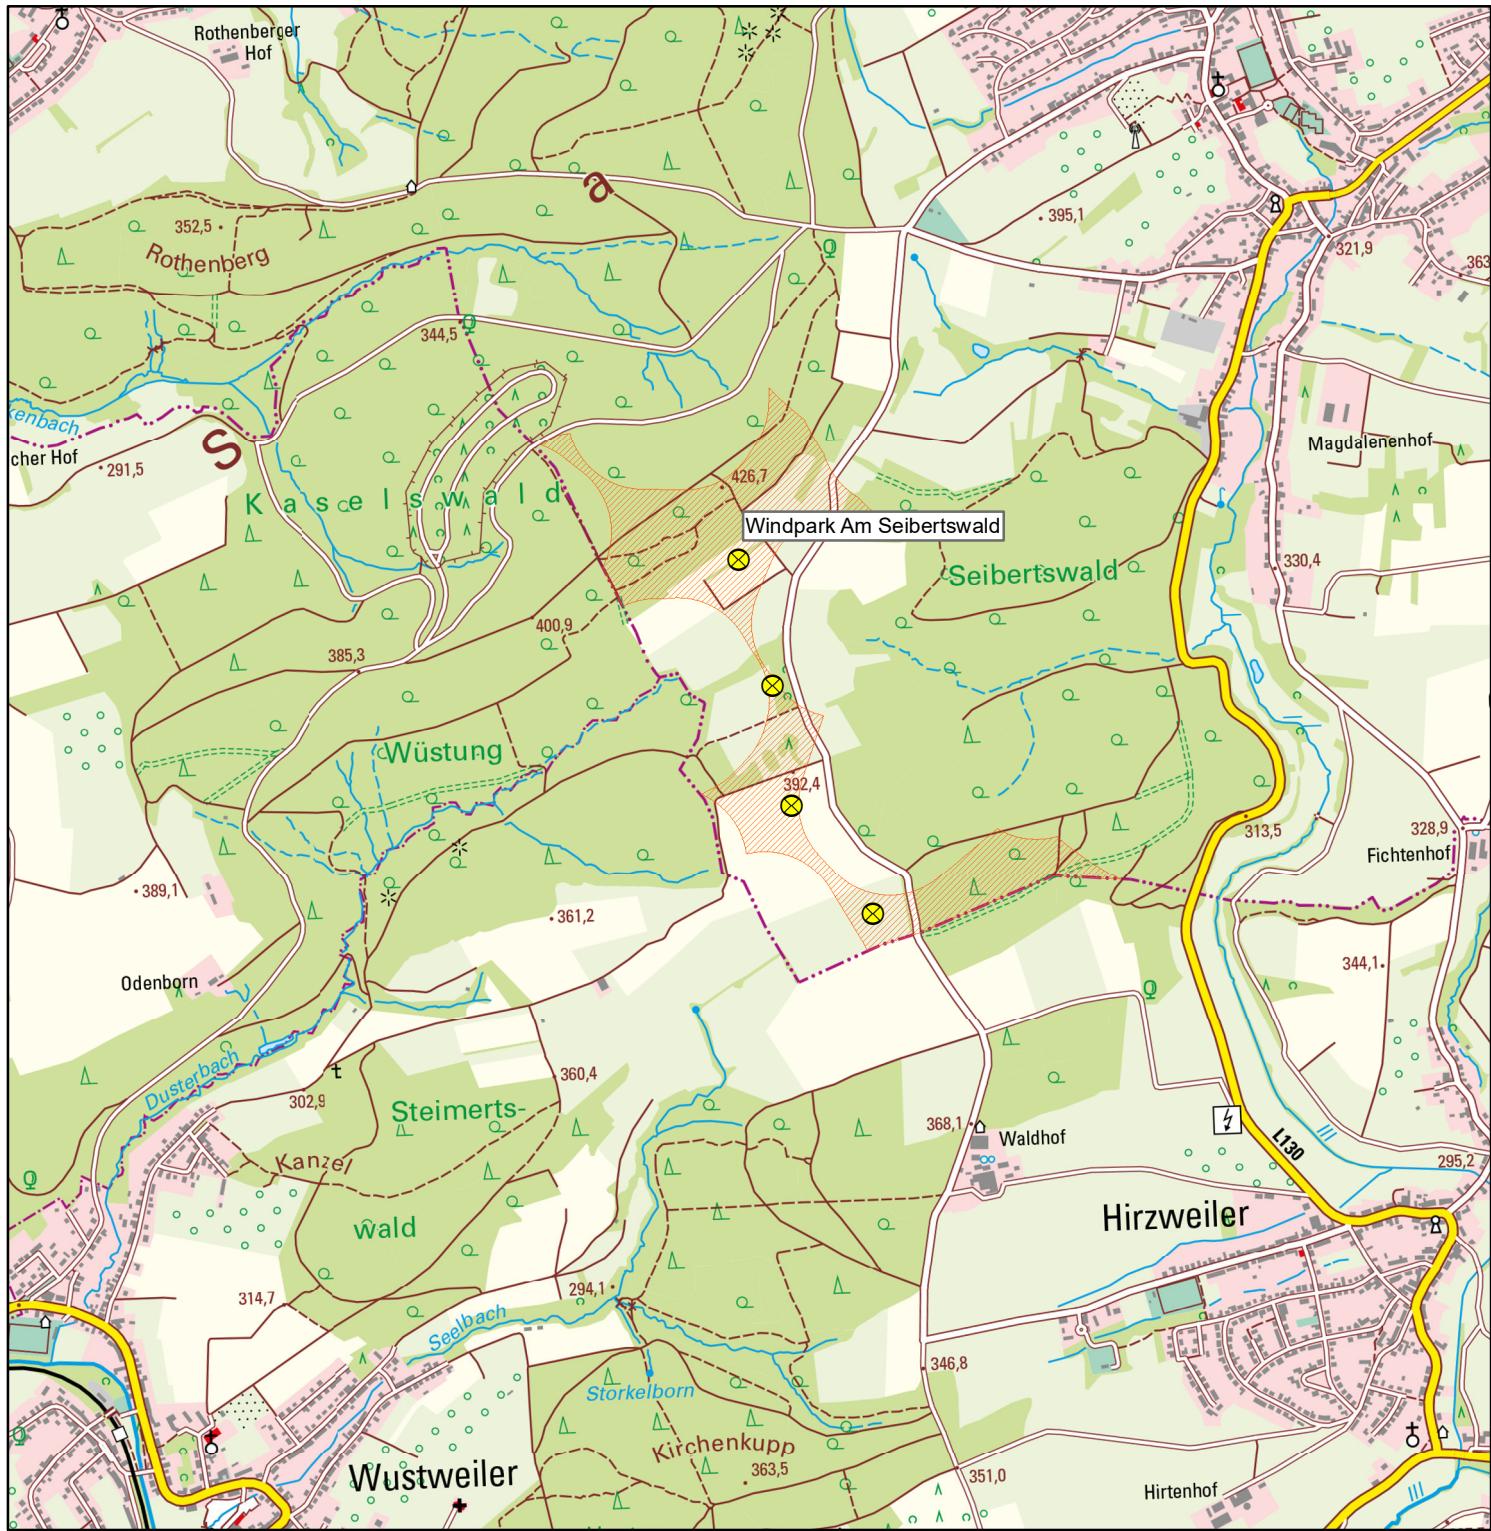 Rothenberger
Hof
a
352,5
Rothenberg
395,1
321,9
363
344,5
kenbach
S
cher Hof
291,5
Magdalenenhof
426,7
Kaselswald
Windpark Am Seibertswald
Seibertswald
330,4
400,9
385,3
Wüstung
392,4
313,5
328,9
Fichtenhof
389,1
361,2
344,1
Odenborn
Dusterbach
360,4
302,9
Steimerts-
wald
Kanzel
368,1
Waldhof
L130
295,2
Hirzweiler
294,1
314,7
Seelbach
346,8
Storkelborn
Kirchenkupp
363,5
351,0
Wustweiler
Hirtenhof